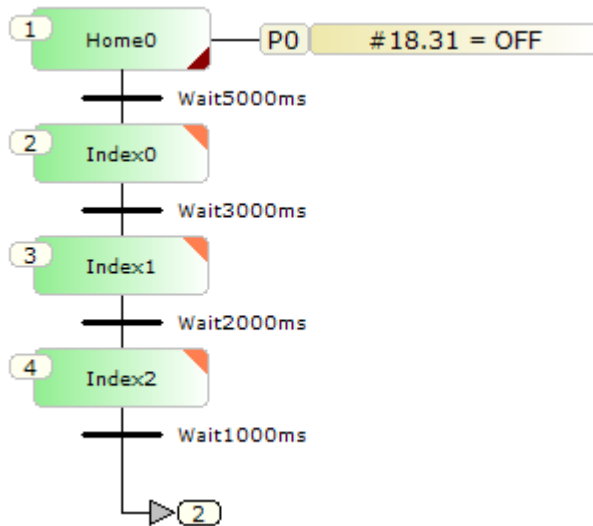 1 Home0 P0 #18.31 = OFF
Wait5000ms
2 Index0
Wait3000ms
3 Index1
Wait2000ms
4 Index2
Wait1000ms
2